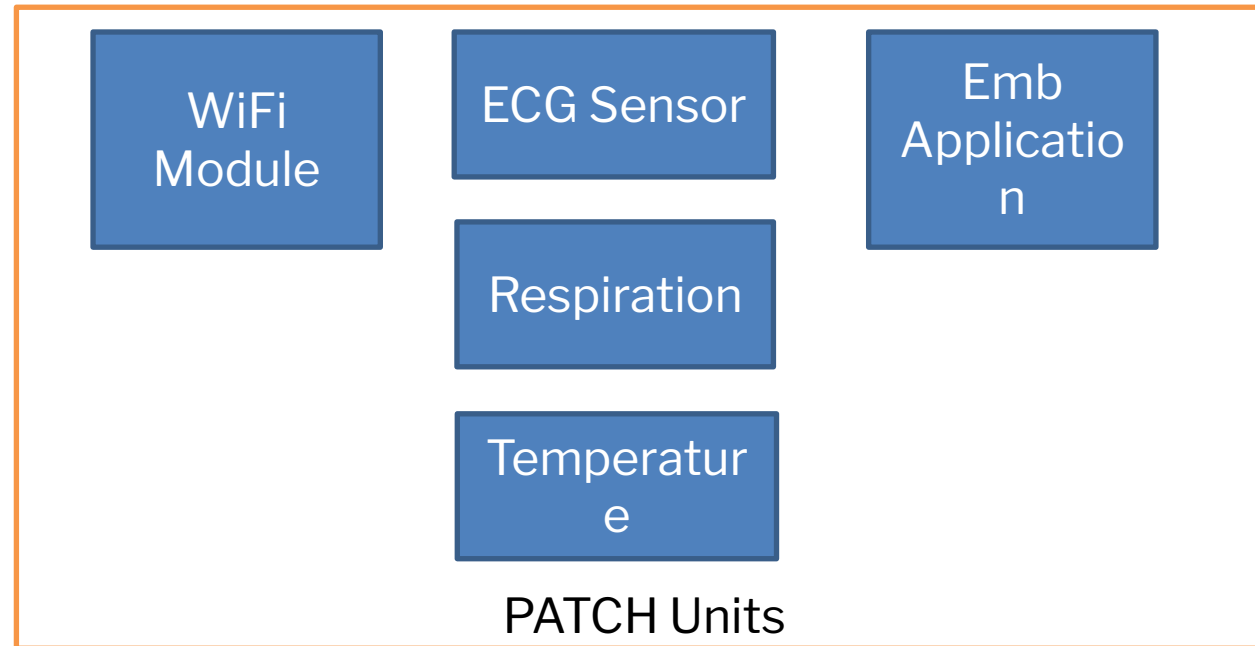 WiFi
Module
ECG Sensor
Emb
Applicatio
n
Respiration
Temperatur
e
PATCH Units